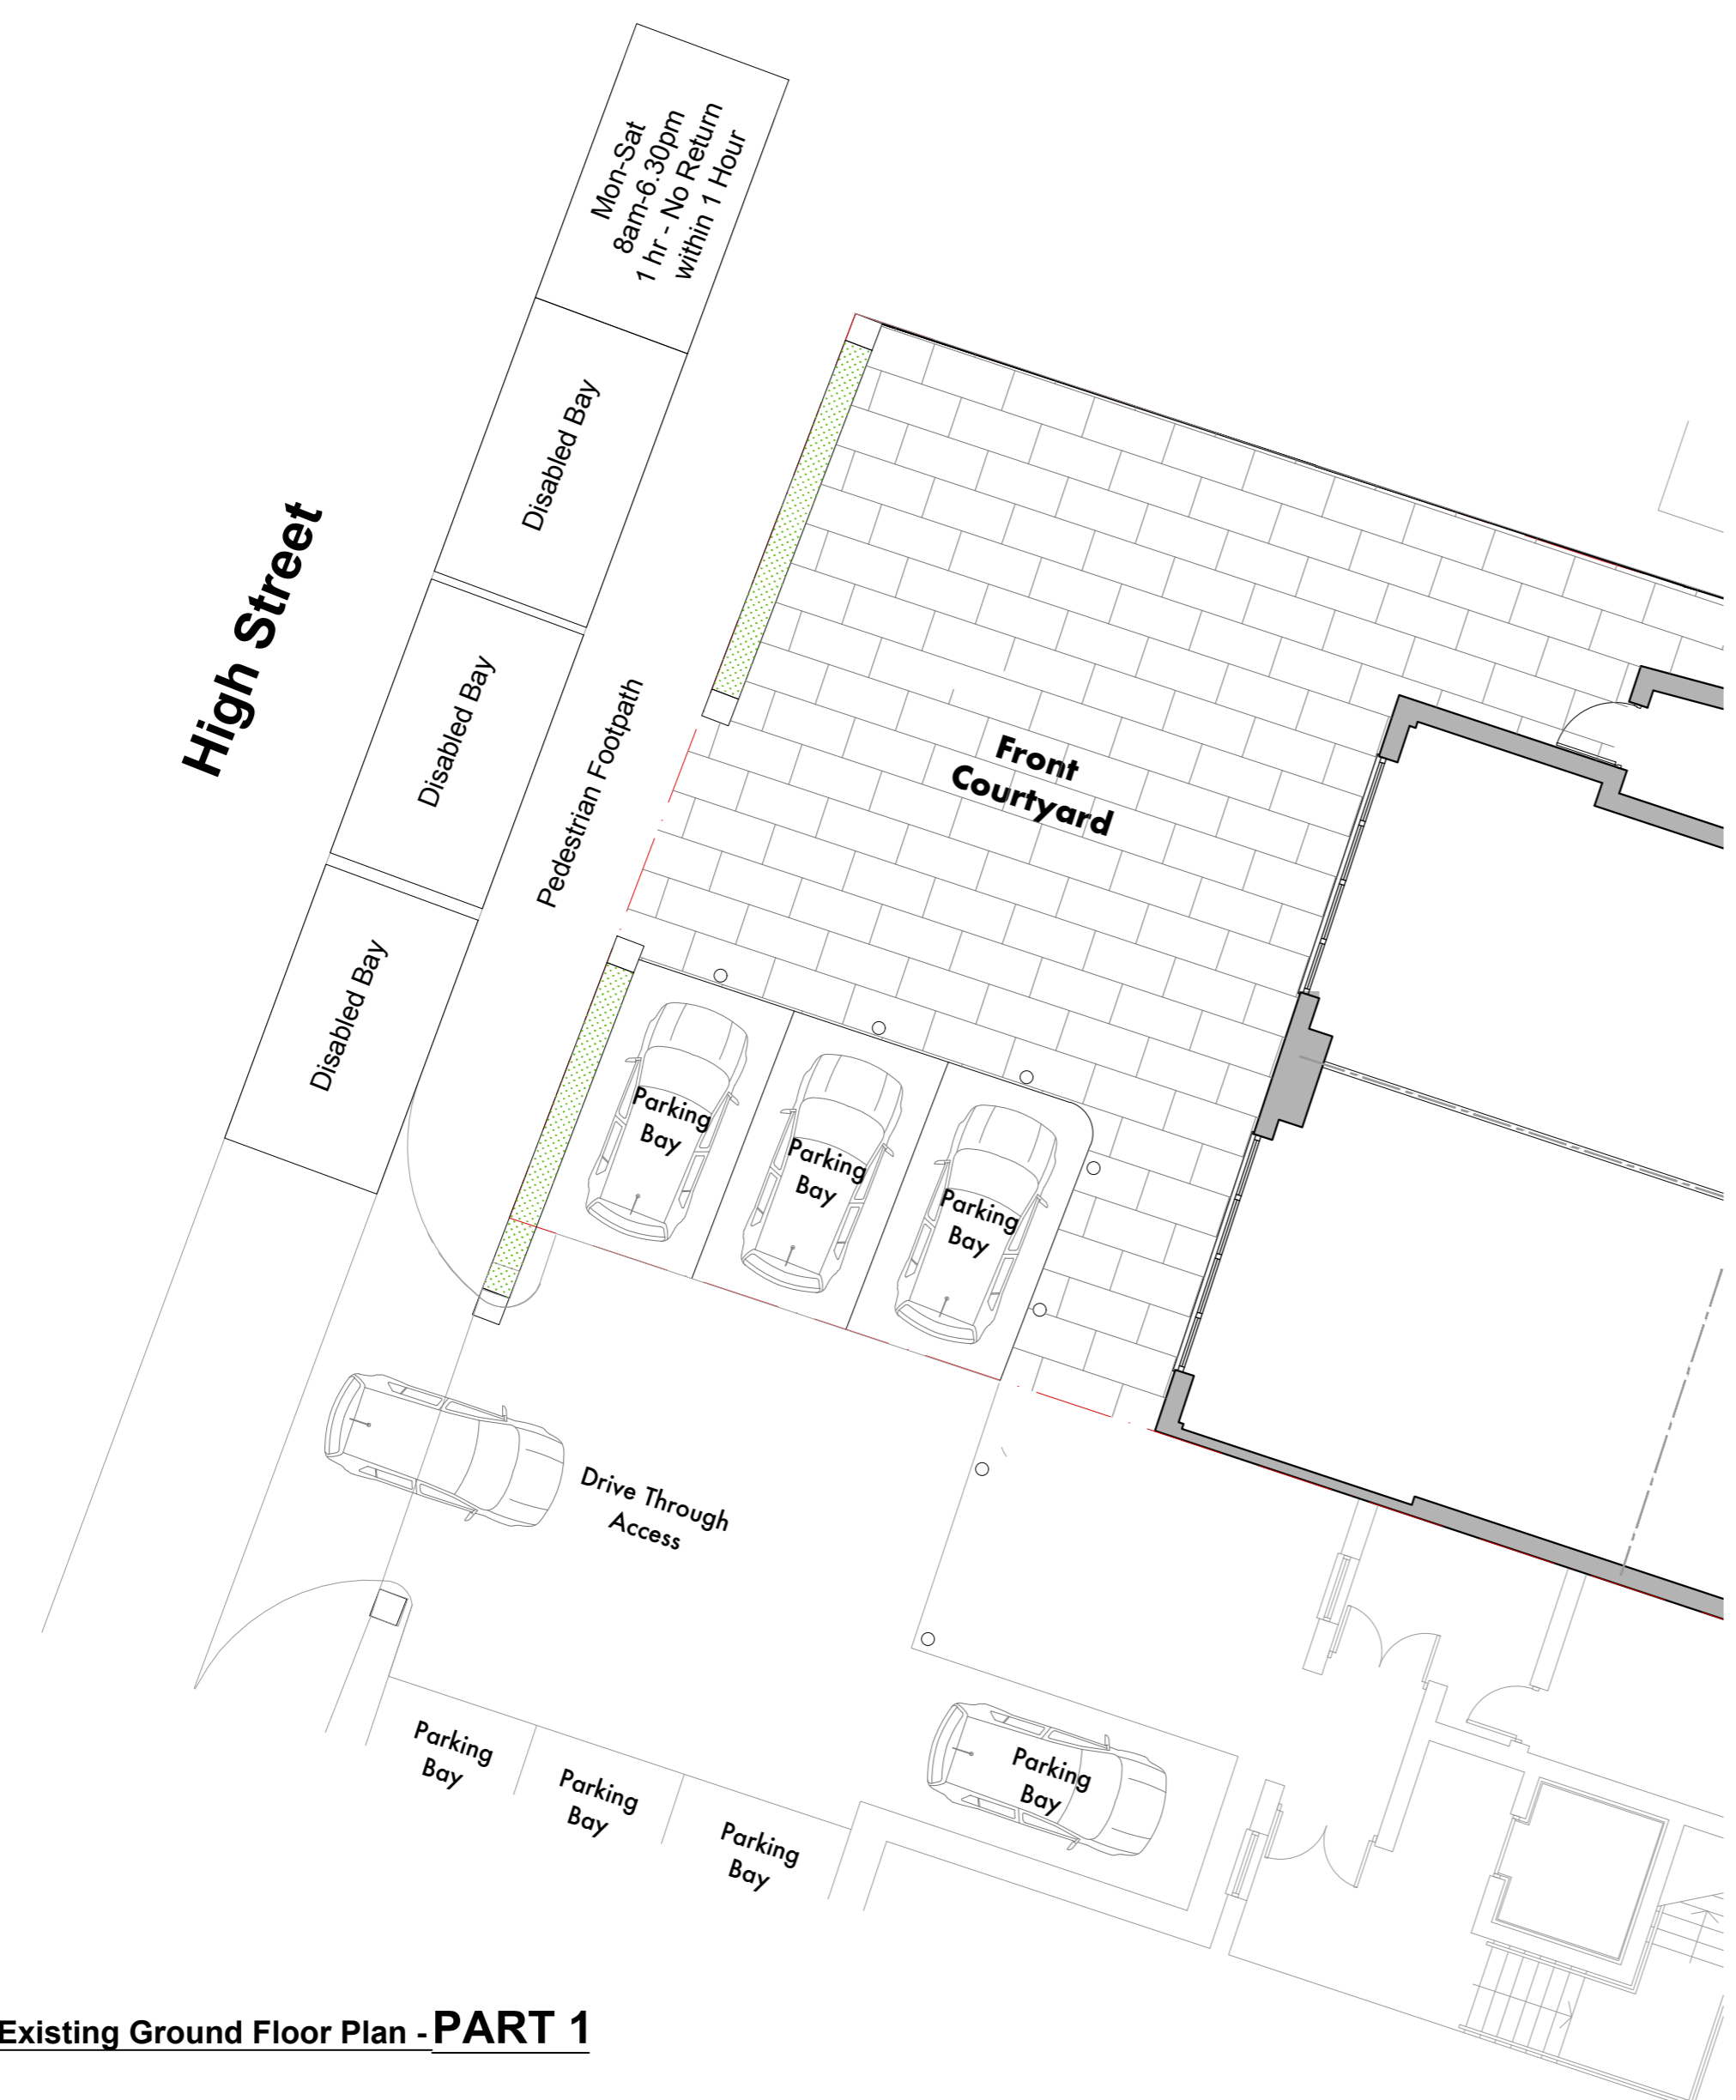 Mon-Sat
8am-6.30pm
1 hr - No Return
within 1 Hour
Disabled Bay
High Street
Disabled Bay
Pedestrian Footpath
Front
Courtyard
Disabled Bay
Parking
Bay
Parking
Bay
Parking
Bay
Drive Through
Access
Parking
Bay
Parking
Bay
Parking
Bay
Parking
Bay
Existing Ground Floor Plan - PART 1